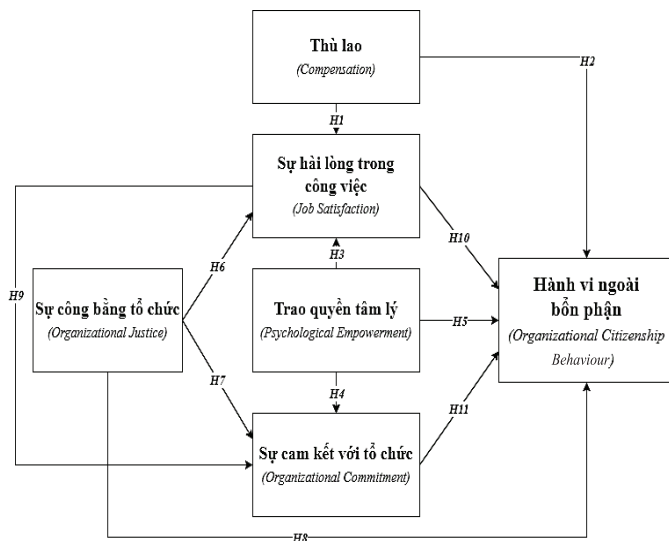 Thù lao
(Compensation)
H2
H1
Sự hài lòng trong
công việc
(Job Satisfaction)
H10
H6
H3
H9
Sự công bằng tổ chức
(Organizational Justice)
Trao quyền tâm lý
(Psychological Empowerment)
H5
Hành vi ngoài
bổn phận
(Organizational Citizenship
Behaviour)
H7
H4
H11
Sự cam kết với tổ chức
(Organizational Commitment)
H8